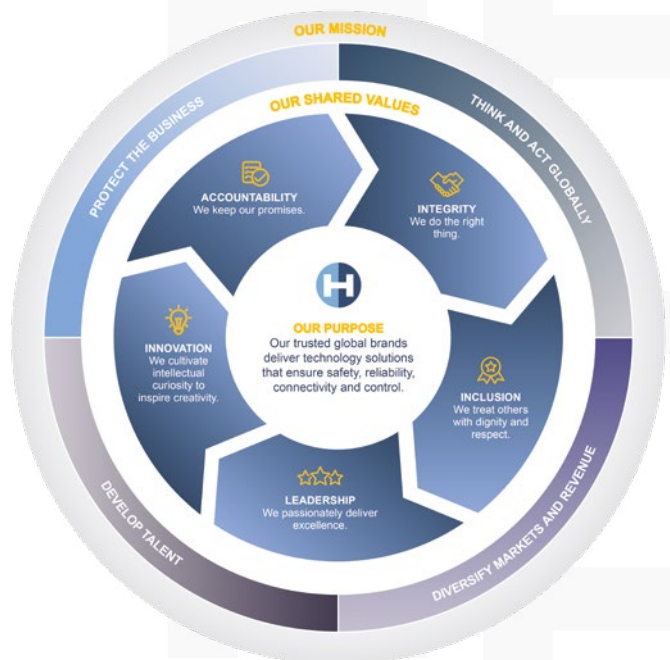 OUR MISSION
PROTECT THE BUSINESS
THINK AND ACT GLOBALLY
OUR SHARED VALUES
ACCOUNTABILITY
We keep our promises.
INTEGRITY
We do the right
thing.
H
OUR PURPOSE
Our trusted global brands
deliver technology solutions
that ensure safety, reliability,
connectivity and control.
INNOVATION
We cultivate
intellectual
curiosity to
inspire creativity.
INCLUSION
We treat others
with dignity and
respect.
LEADERSHIP
We passionately deliver
excellence.
DEVELOP TALENT
DIVERSIFY MARKETS AND REVENUE